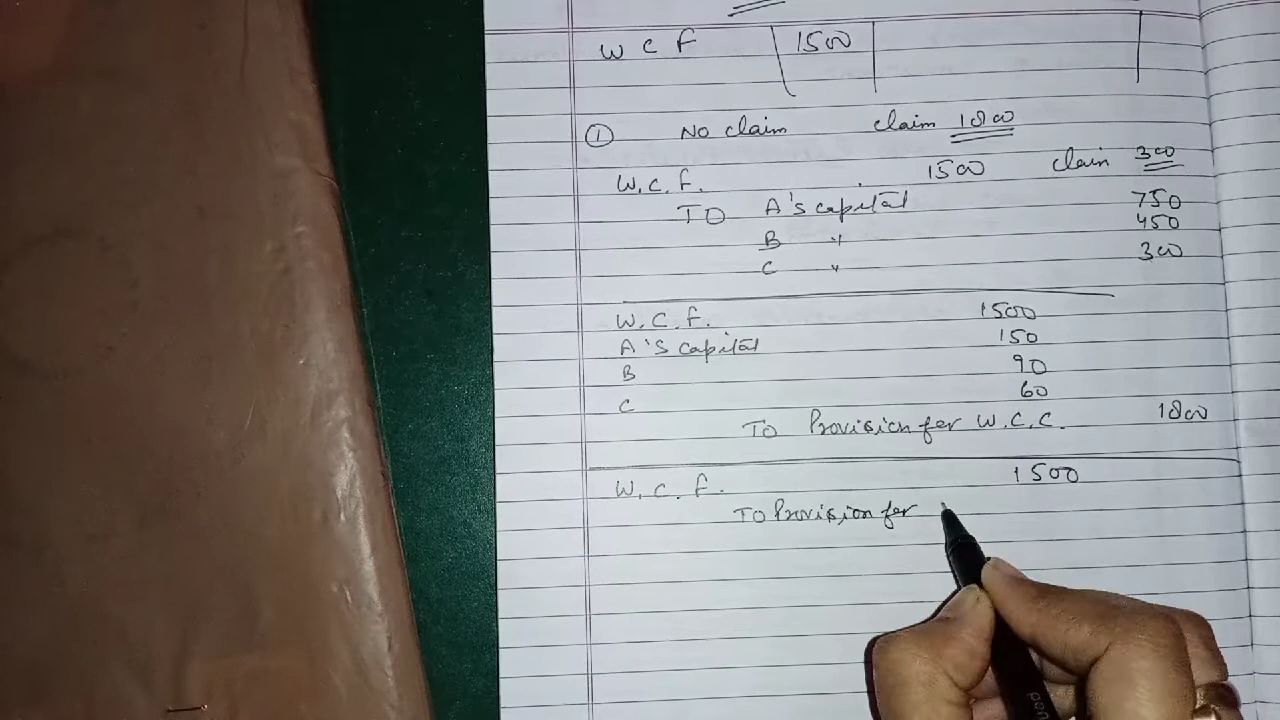 W C F 1500
① No claim claim 1800
claim 300
W.C.F. 1500
TO A's capital 750
B " 450
C " 300
W.C.F. 1500
A's capital 150
B 90
C 60
To Provision for W.C.C. 1800
W.C.F. 1500
TO Provision for